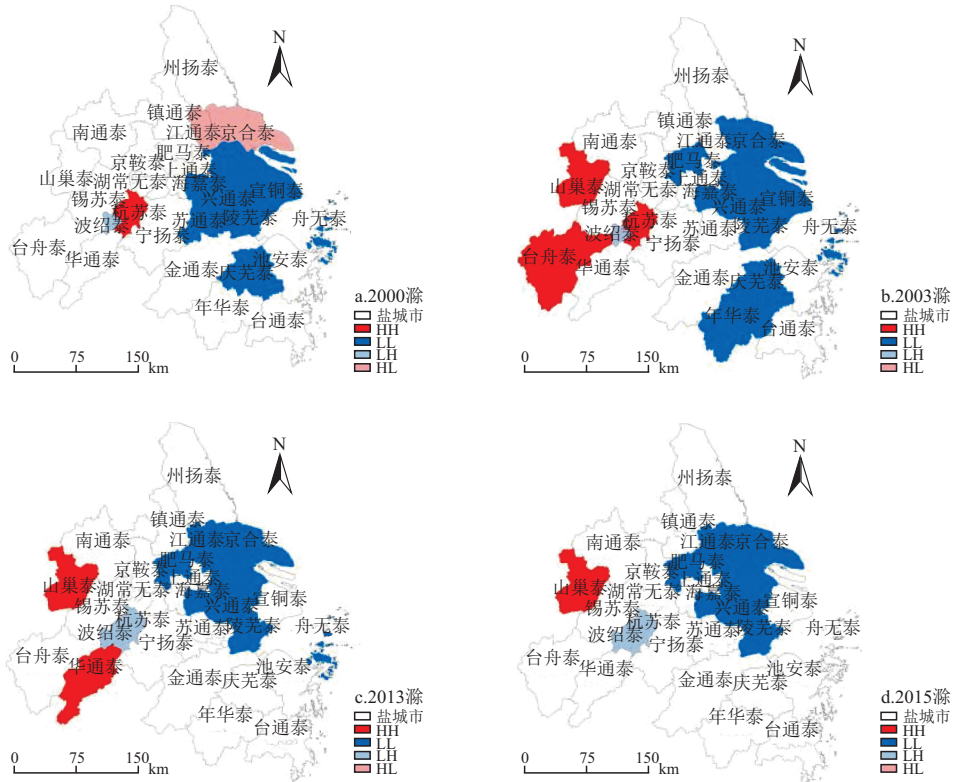 N
州扬泰
镇通泰
南通泰
江通泰
京合泰
肥马泰
京鞍泰
上通泰
山巢泰
湖常无泰
海嘉泰
宣铜泰
锡苏泰
杭苏泰
兴通泰
波绍泰
宁扬泰
苏通泰
陵芜泰
舟无泰
台舟泰
华通泰
金通泰
池安泰
庆芜泰
年华泰
台通泰
a.2000滁
盐城市
HH
LL
LH
HL
0 75 150
km
N
州扬泰
镇通泰
南通泰
江通泰
京合泰
肥马泰
京鞍泰
上通泰
山巢泰
湖常无泰
海嘉泰
宣铜泰
锡苏泰
杭苏泰
兴通泰
波绍泰
宁扬泰
苏通泰
陵芜泰
舟无泰
台舟泰
华通泰
金通泰
池安泰
庆芜泰
年华泰
台通泰
b.2003滁
盐城市
HH
LL
LH
HL
0 75 150
km
N
州扬泰
镇通泰
南通泰
江通泰
京合泰
肥马泰
京鞍泰
上通泰
山巢泰
湖常无泰
海嘉泰
宣铜泰
锡苏泰
杭苏泰
兴通泰
波绍泰
宁扬泰
苏通泰
陵芜泰
舟无泰
台舟泰
华通泰
金通泰
池安泰
庆芜泰
年华泰
台通泰
c.2013滁
盐城市
HH
LL
LH
HL
0 75 150
km
N
州扬泰
镇通泰
南通泰
江通泰
京合泰
肥马泰
京鞍泰
上通泰
山巢泰
湖常无泰
海嘉泰
宣铜泰
锡苏泰
杭苏泰
兴通泰
波绍泰
宁扬泰
苏通泰
陵芜泰
舟无泰
台舟泰
华通泰
金通泰
池安泰
庆芜泰
年华泰
台通泰
d.2015滁
盐城市
HH
LL
LH
HL
0 75 150
km